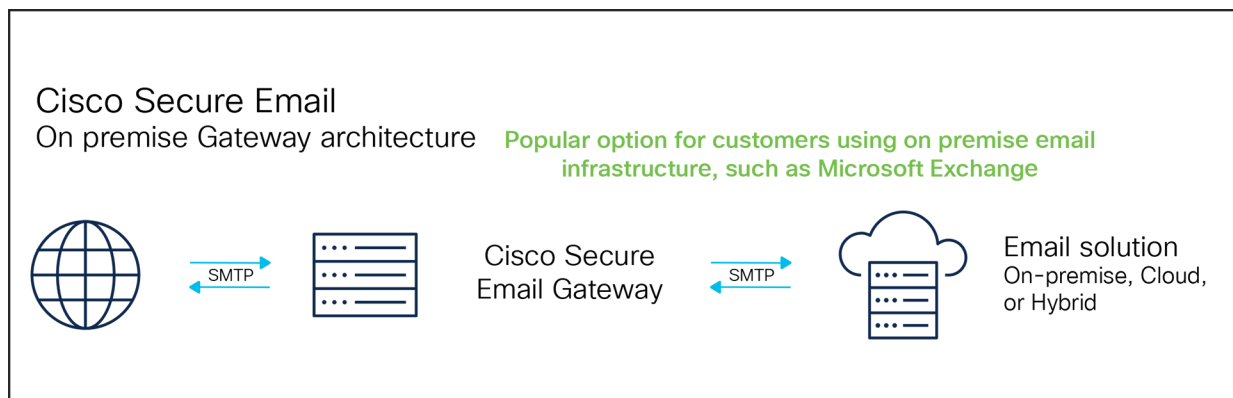 Cisco Secure Email
On premise Gateway architecture
Popular option for customers using on premise email
infrastructure, such as Microsoft Exchange
SMTP
Cisco Secure
Email Gateway
SMTP
Email solution
On-premise, Cloud,
or Hybrid